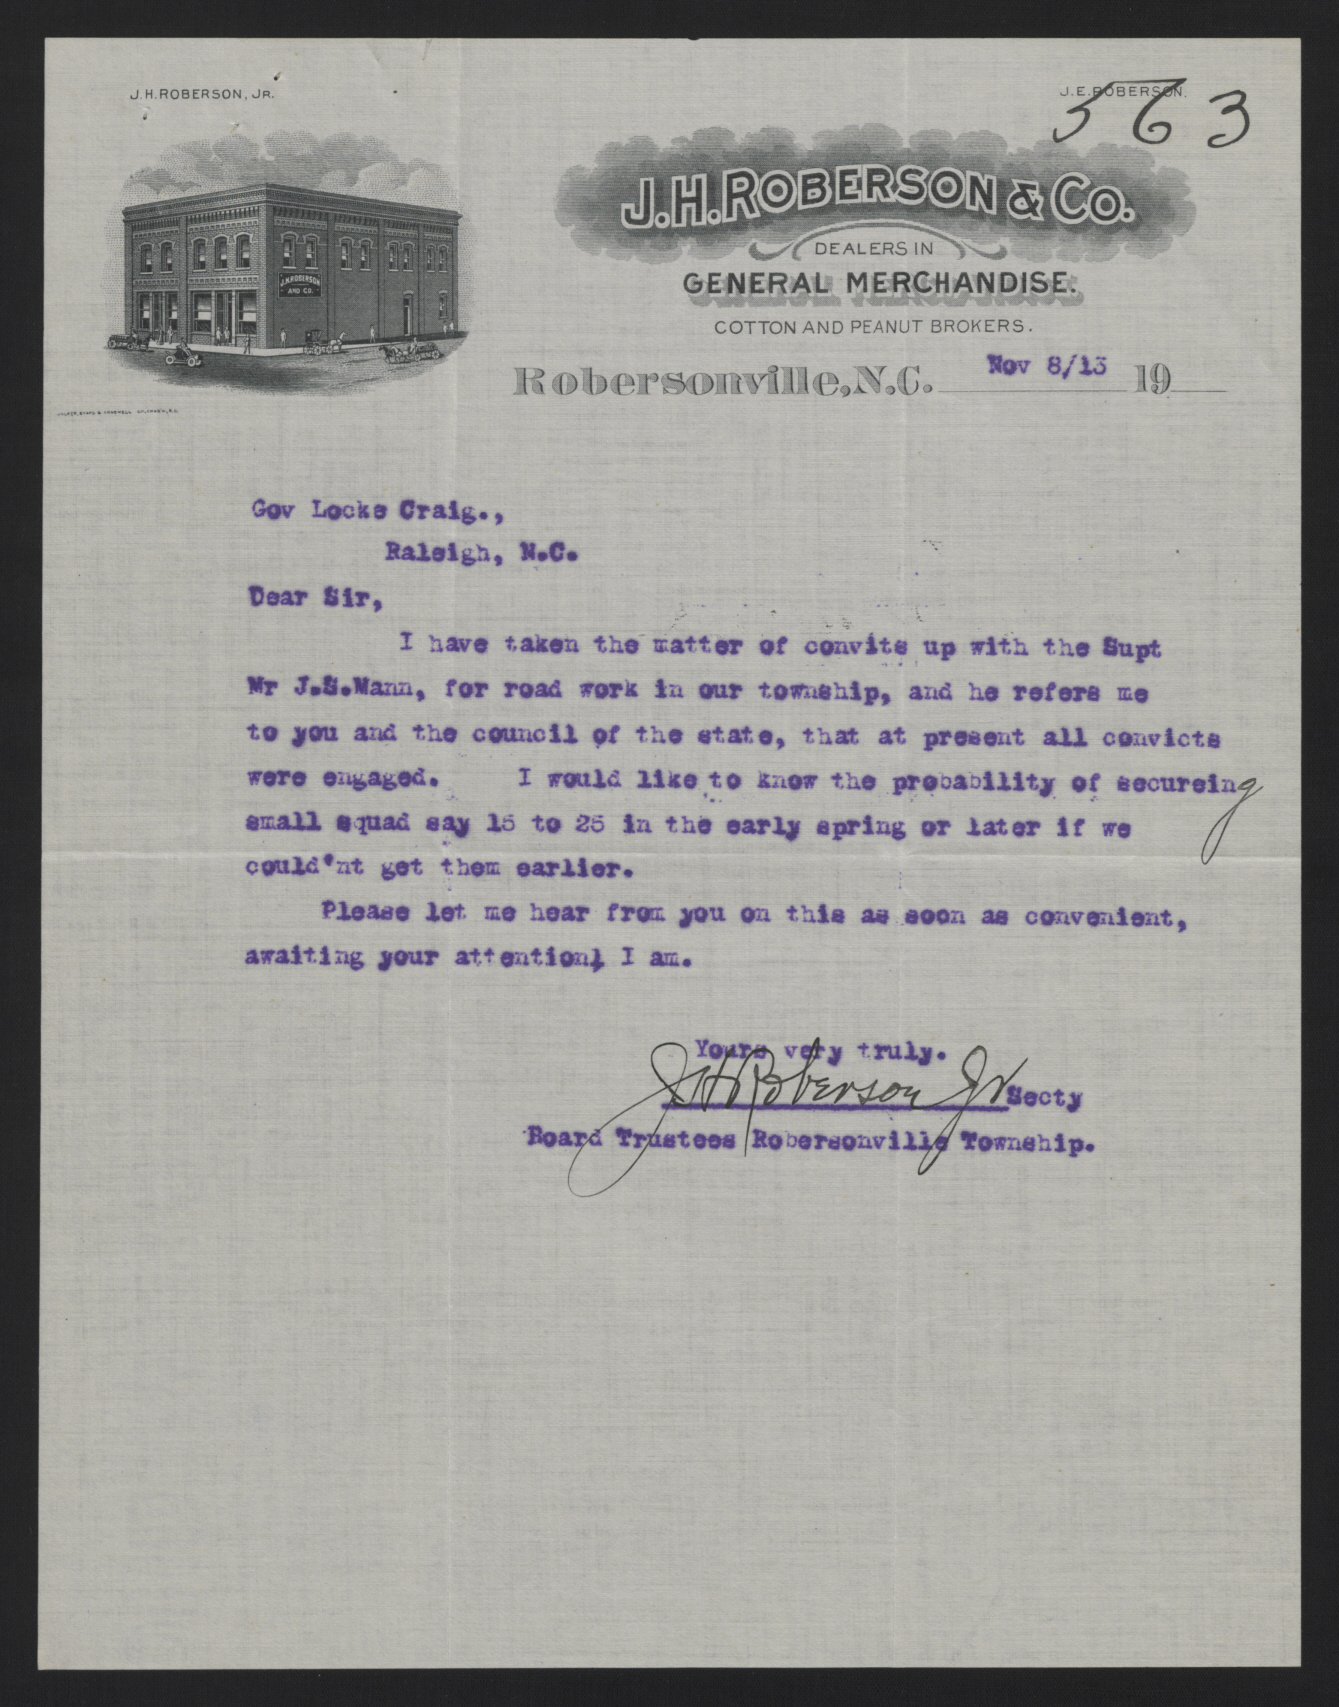 J.H.ROBERSON, JR.
J.E.ROBERSON.
563
J.H.ROBERSON & CO.
DEALERS IN
GENERAL MERCHANDISE.
COTTON AND PEANUT BROKERS.
J.H.ROBERSON
AND CO.
Robersonville, N.C. Nov 8/13 19
Gov Locke Craig.,
Raleigh, N.C.
Dear Sir,
I have taken the matter of convits up with the Supt
Mr J.S.Mann, for road work in our township, and he refers me
to you and the council of the state, that at present all convicts
were engaged. I would like to know the probability of secureing
small squad say 15 to 25 in the early spring or later if we
could'nt get them earlier.
Please let me hear from you on this as soon as convenient,
awaiting your attention, I am.
Yours very truly.
J H Roberson Jr Secty
Board Trustees Robersonville Township.